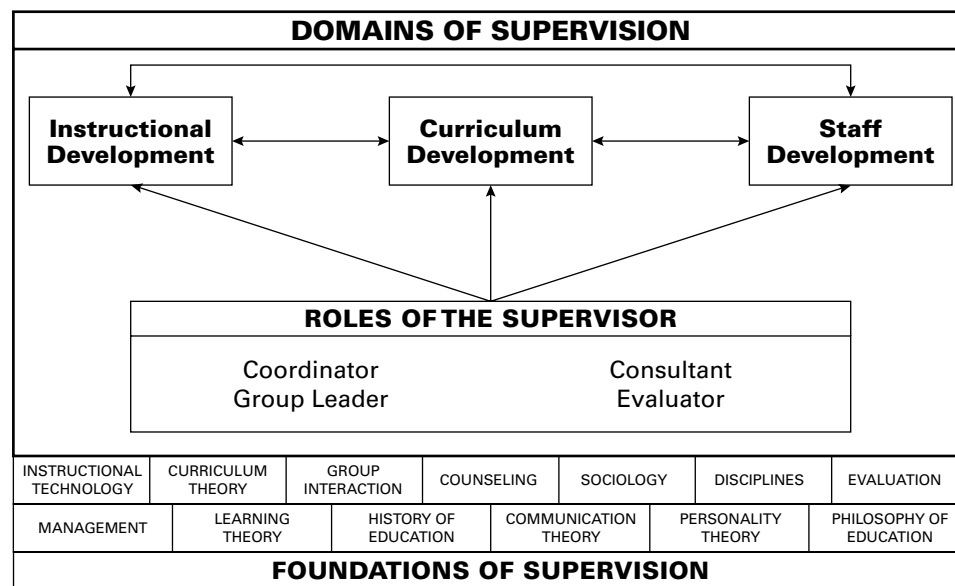 DOMAINS OF SUPERVISION
Instructional
Development
Curriculum
Development
Staff
Development
ROLES OF THE SUPERVISOR
Coordinator
Group Leader
Consultant
Evaluator
INSTRUCTIONAL
TECHNOLOGY
CURRICULUM
THEORY
GROUP
INTERACTION
COUNSELING
SOCIOLOGY
DISCIPLINES
EVALUATION
MANAGEMENT
LEARNING
THEORY
HISTORY OF
EDUCATION
COMMUNICATION
THEORY
PERSONALITY
THEORY
PHILOSOPHY OF
EDUCATION
FOUNDATIONS OF SUPERVISION